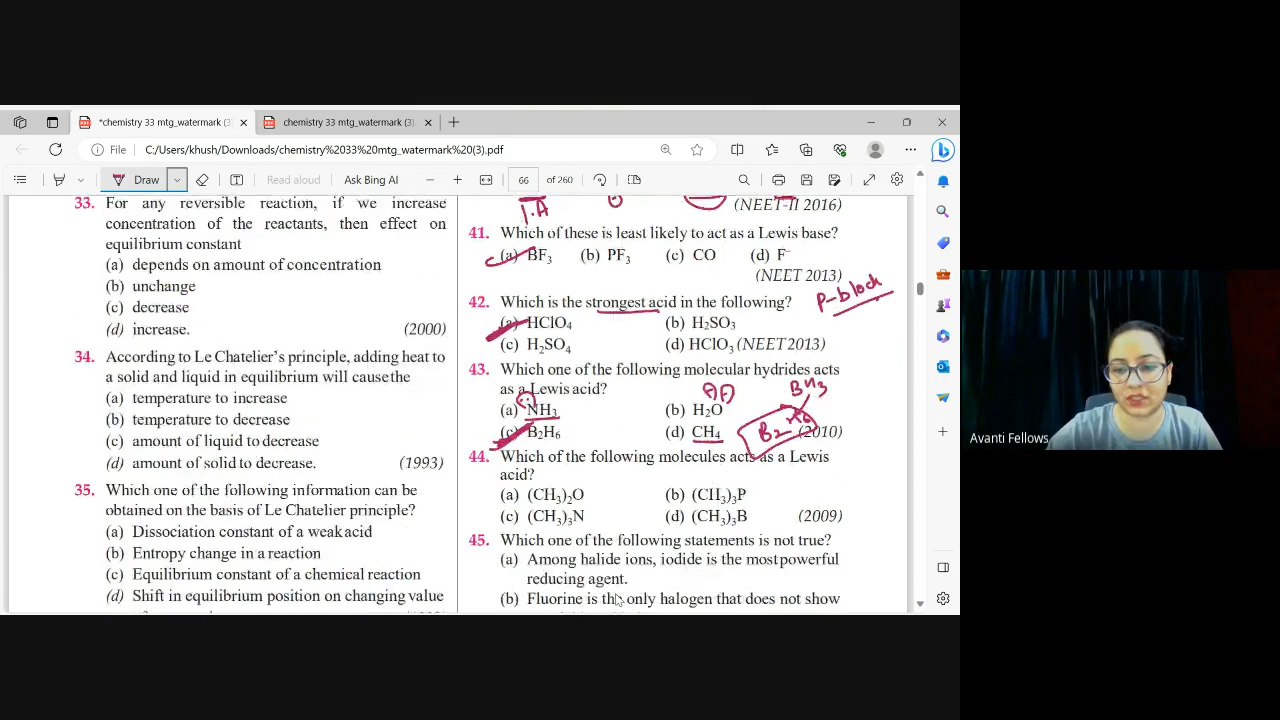 *chemistry 33 mtg_watermark (3).
chemistry 33 mtg_watermark (3).
File
C:/Users/khush/Downloads/chemistry%2033%20mtg_watermark%20(3).pdf
Draw
Read aloud
Ask Bing AI
66 of 260
33. For any reversible reaction, if we increase
concentration of the reactants, then effect on
equilibrium constant
(a) depends on amount of concentration
(b) unchange
(c) decrease
(d) increase. (2000)
34. According to Le Chatelier's principle, adding heat to
a solid and liquid in equilibrium will causethe
(a) temperature to increase
(b) temperature to decrease
(c) amount of liquid to decrease
(d) amount of solid to decrease. (1993)
35. Which one of the following information can be
obtained on the basis of Le Chatelier principle?
(a) Dissociation constant of a weakacid
(b) Entropy change in a reaction
(c) Equilibrium constant of a chemical reaction
(d) Shift in equilibrium position on changing value
(NEET-II 2016)
41. Which of these is least likely to act as a Lewis base?
(a) BF₃ (b) PF₃ (c) CO (d) F⁻
(NEET 2013)
P-block
42. Which is the strongest acid in the following?
(a) HClO₄ (b) H₂SO₃
(c) H₂SO₄ (d) HClO₃ (NEET 2013)
43. Which one of the following molecular hydrides acts
as a Lewis acid?
BH₃
(a) NH₃ (b) H₂O
(c) B₂H₆ (d) CH₄ (2010)
44. Which of the following molecules acts as a Lewis
acid?
(a) (CH₃)₂O (b) (CH₃)₃P
(c) (CH₃)₃N (d) (CH₃)₃B (2009)
45. Which one of the following statements is not true?
(a) Among halide ions, iodide is the mostpowerful
reducing agent.
(b) Fluorine is the only halogen that does not show
Avanti Fellows